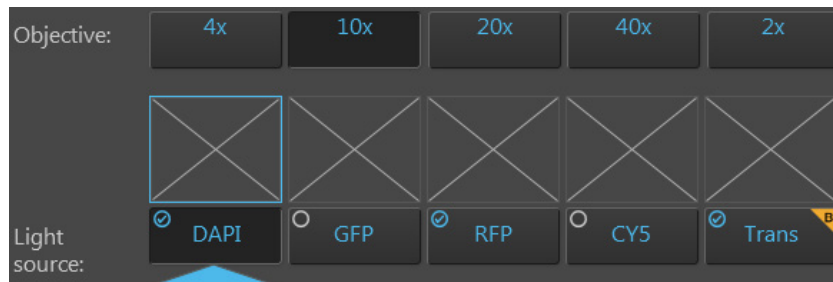 Objective: 4x 10x 20x 40x 2x
Light source: DAPI GFP RFP CY5 Trans B